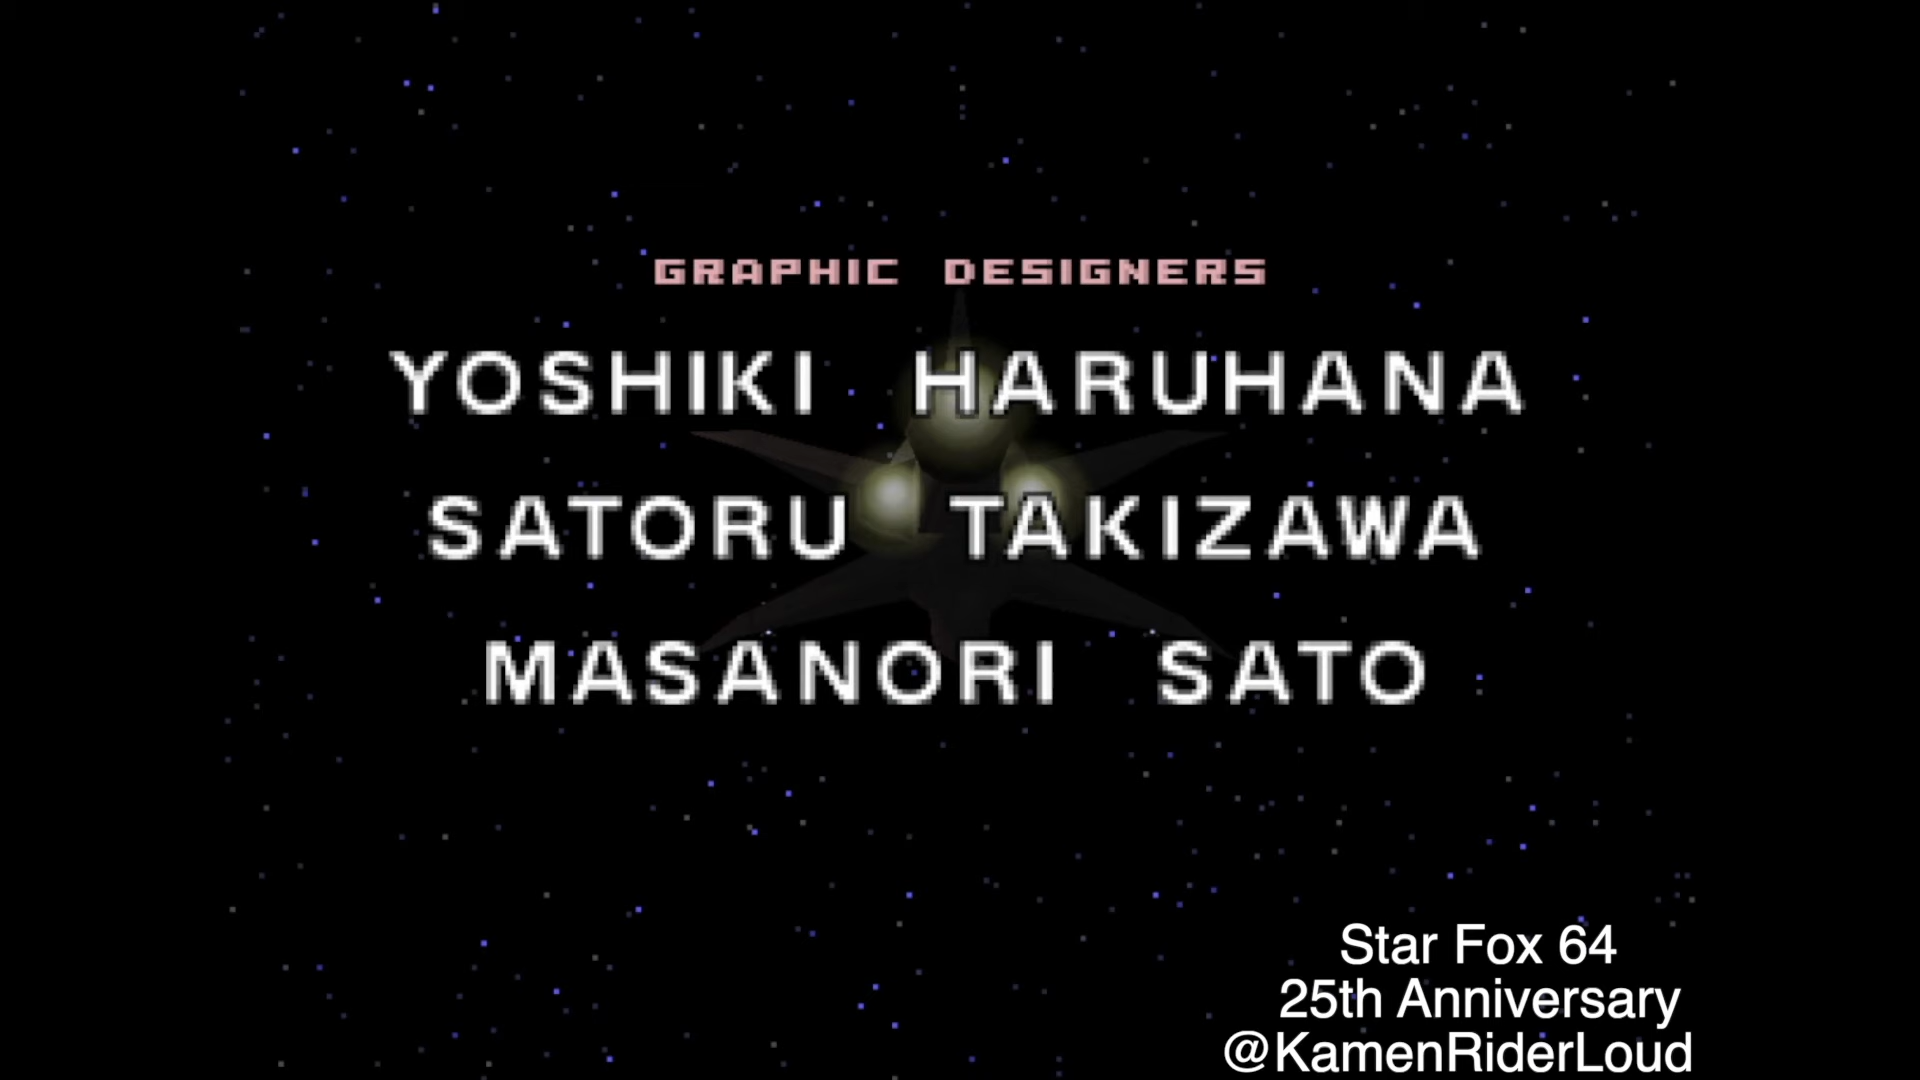 GRAPHIC DESIGNERS
YOSHIKI HARUHANA
SATORU TAKIZAWA
MASANORI SATO
Star Fox 64
25th Anniversary
@KamenRiderLoud